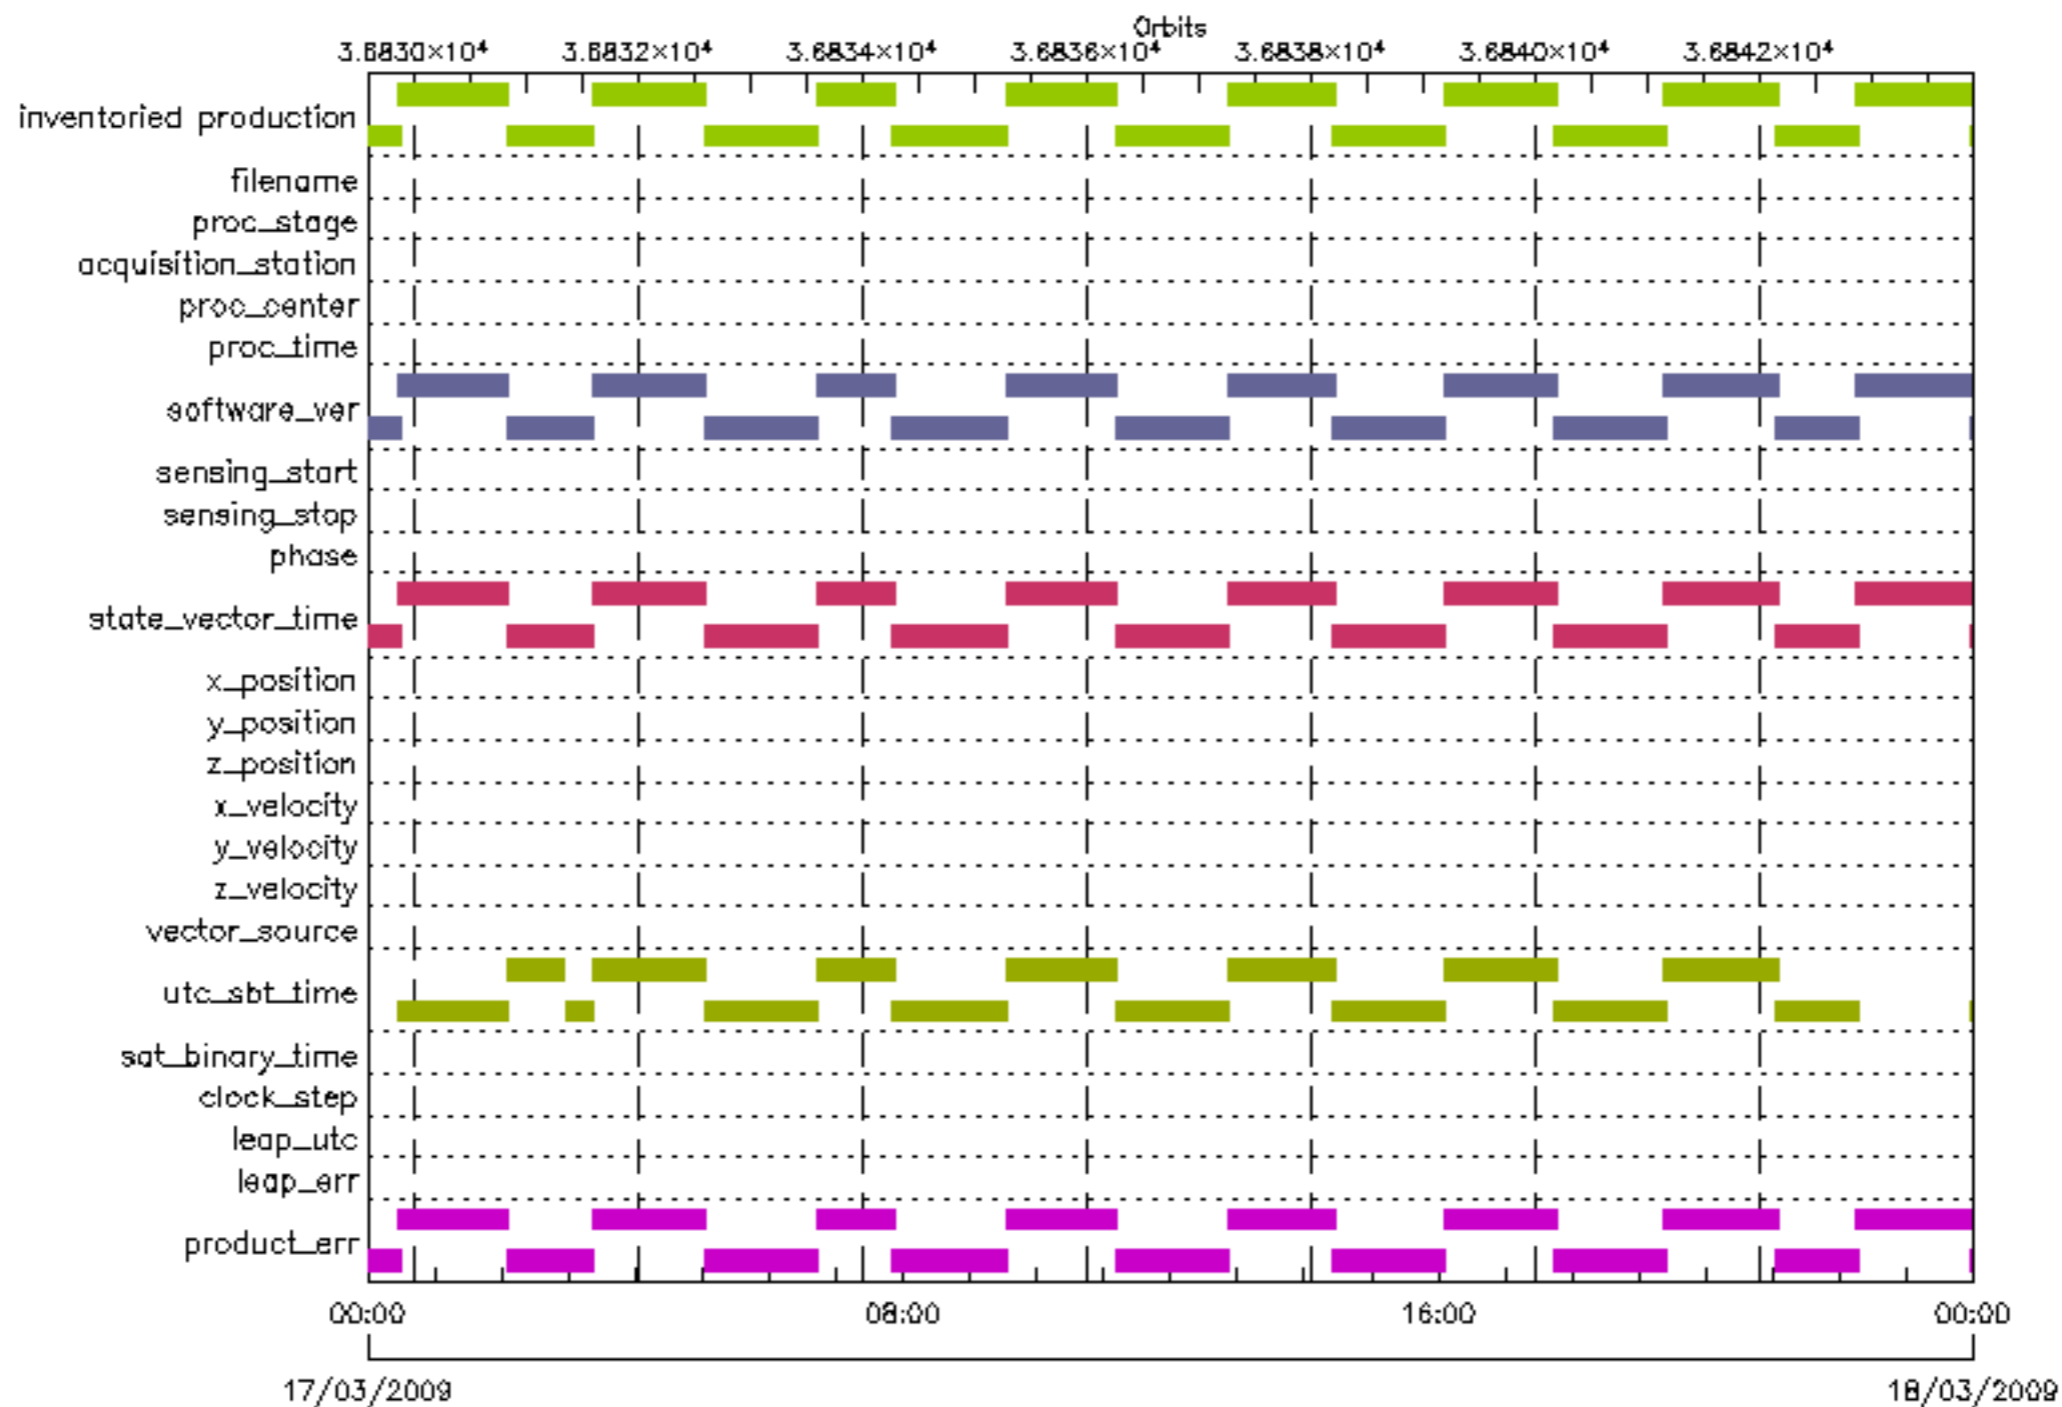 Orbits
3.6830×10⁴ 3.6832×10⁴ 3.6834×10⁴ 3.6836×10⁴ 3.6838×10⁴ 3.6840×10⁴ 3.6842×10⁴
inventoried production
filename
proc_stage
acquisition_station
proc_center
proc_time
software_ver
sensing_start
sensing_stop
phase
state_vector_time
x_position
y_position
z_position
x_velocity
y_velocity
z_velocity
vector_source
utc_sbt_time
sat_binary_time
clock_step
leap_utc
leap_err
product_err
00:00 08:00 16:00 00:00
17/03/2009 18/03/2009